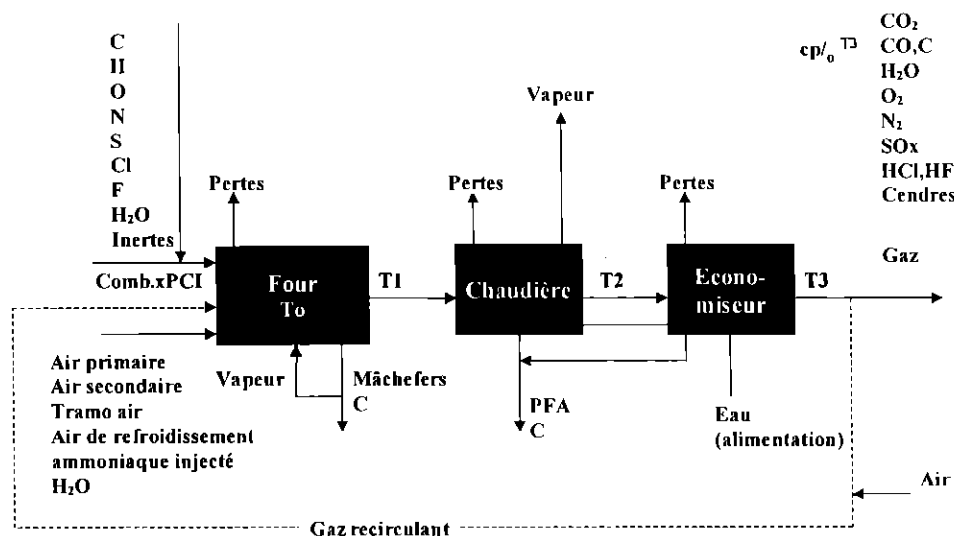 C
H
O
N
S
Cl
F
H₂O
Inertes
Comb.xPCI
Pertes
Four
To
T1
Vapeur
Mâchefers
C
Air primaire
Air secondaire
Tramo air
Air de refroidissement
ammoniaque injecté
H₂O
Pertes
Vapeur
Chaudière
T2
PFA
C
Pertes
Econo-
miseur
T3
Eau
(alimentation)
cp/₀ ᵀ³
CO₂
CO,C
H₂O
O₂
N₂
SOx
HCl,HF
Cendres
Gaz
Air
Gaz recirculant